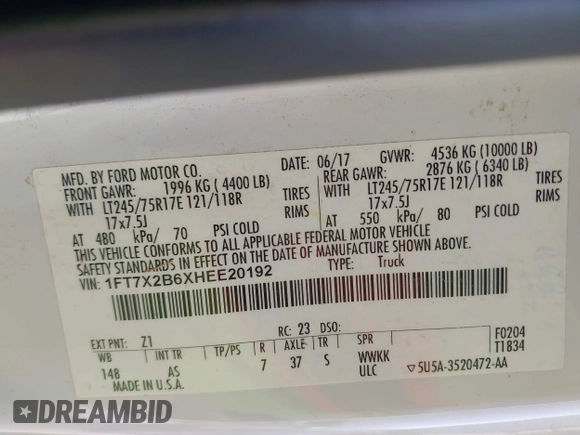 MFD. BY FORD MOTOR CO.
DATE: 06/17 GVWR: 4536 KG (10000 LB)
FRONT GAWR: 1996 KG (4400 LB) REAR GAWR: 2876 KG (6340 LB)
WITH LT245/75R17E 121/118R TIRES WITH LT245/75R17E 121/118R TIRES
17x7.5J RIMS 17x7.5J RIMS
AT 480 kPa/ 70 PSI COLD AT 550 kPa/ 80 PSI COLD
THIS VEHICLE CONFORMS TO ALL APPLICABLE FEDERAL MOTOR VEHICLE
SAFETY STANDARDS IN EFFECT ON THE DATE OF MANUFACTURE SHOWN ABOVE.
VIN: 1FT7X2B6XHEE20192 TYPE: Truck
EXT PNT: Z1 RC: 23 DSO: F0204
WB INT TR TP/PS R AXLE TR SPR T1834
148 AS 7 37 S WWKK
ULC ▽5U5A-3520472-AA
MADE IN U.S.A.
DREAMBID
dreambidcars.com